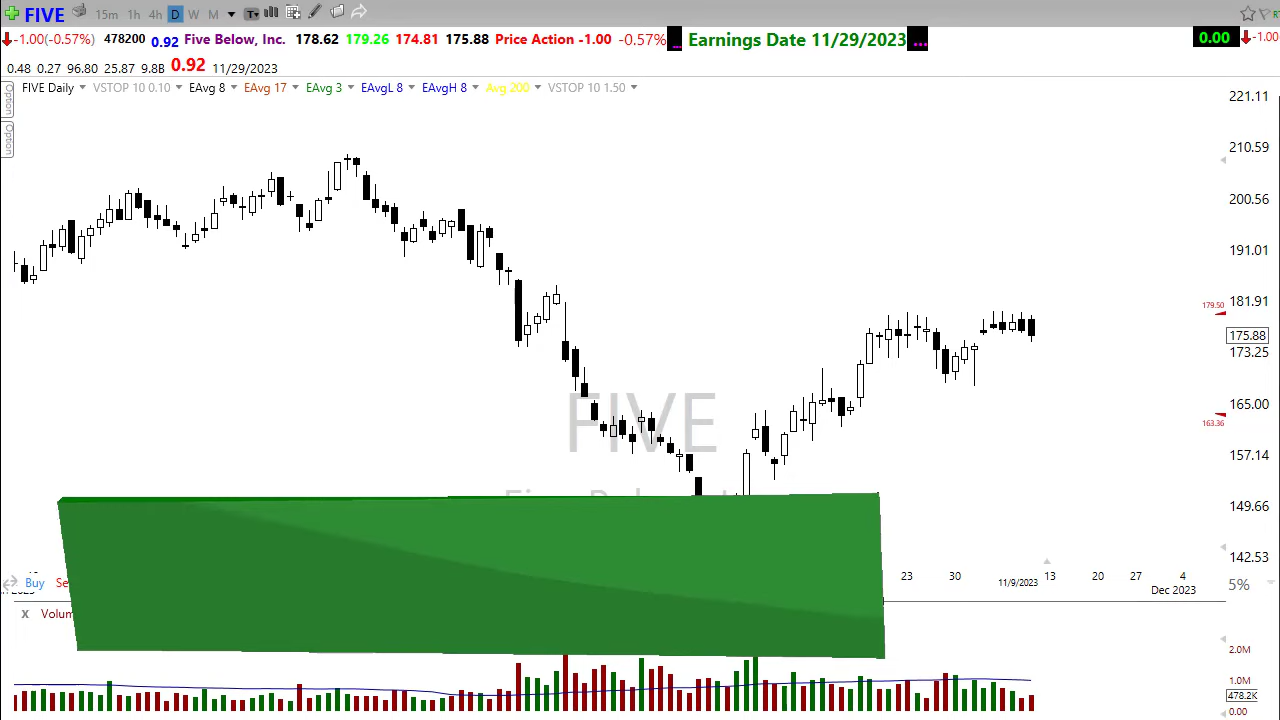 FIVE 15m 1h 4h D W M
-1.00(-0.57%) 478200 0.92 Five Below, Inc. 178.62 179.26 174.81 175.88 Price Action -1.00 -0.57% ... Earnings Date 11/29/2023 ... 0.00 -1.00
0.48 0.27 96.80 25.87 9.8B 0.92 11/29/2023
FIVE Daily VSTOP 10 0.10 EAvg 8 EAvg 17 EAvg 3 EAvgL 8 EAvgH 8 Avg 200 VSTOP 10 1.50
Option
Option
221.11
210.59
200.56
191.01
181.91
179.50
175.88
173.25
165.00
163.36
FIVE
157.14
149.66
142.53
Buy
23 30 11/9/2023 13 20 27 4
5%
Dec 2023
X Volum
2.0M
1.0M
478.2K
0.00